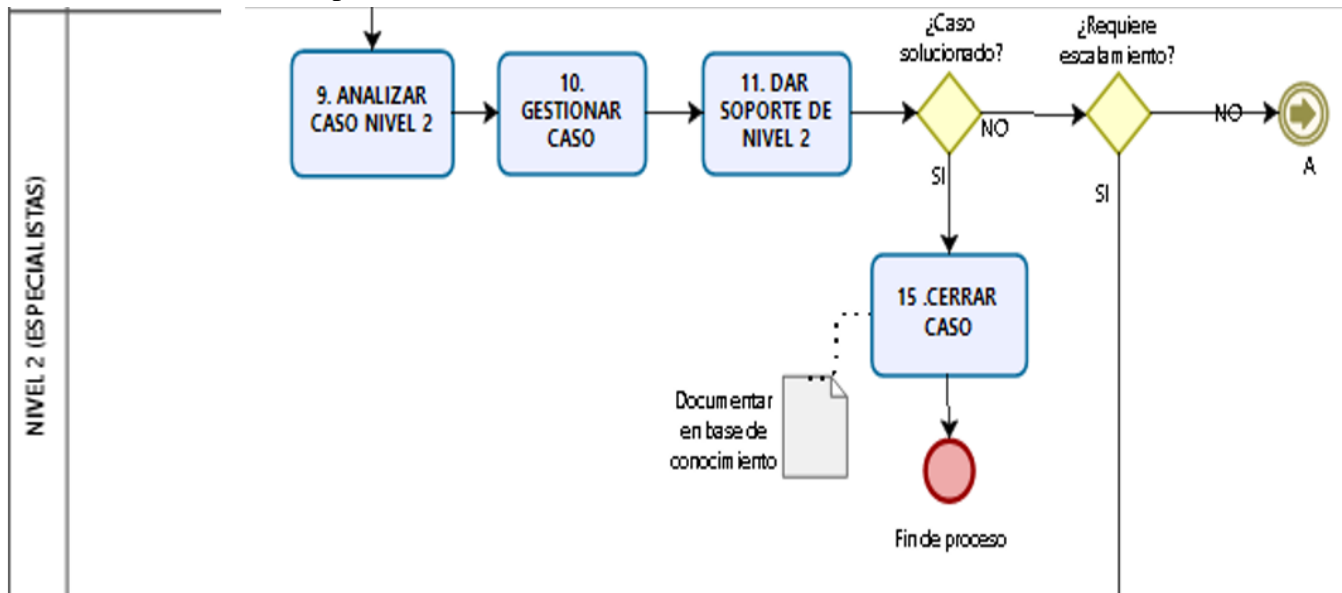 NIVEL 2 (ESPECIALISTAS)
9. ANALIZAR
CASO NIVEL 2
10.
GESTIONAR
CASO
11. DAR
SOPORTE DE
NIVEL 2
¿Caso
solucionado?
NO
SI
¿Requiere
escalamiento?
NO
SI
A
15 .CERRAR
CASO
Documentar
en base de
conocimiento
Fin de proceso